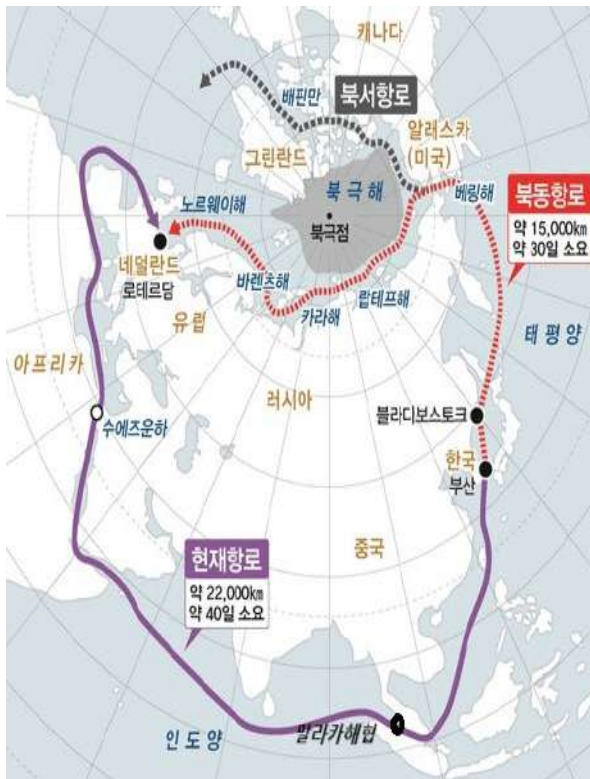 캐나다
배핀만
북서항로
알래스카
(미국)
그린란드
북극해
베링해
북동항로
약 15,000km
약 30일 소요
노르웨이해
북극점
네덜란드
로테르담
바렌츠해
랍테프해
카라해
유럽
태평양
아프리카
러시아
블라디보스토크
수에즈운하
한국
부산
중국
현재항로
약 22,000km
약 40일 소요
말라카해협
인도양